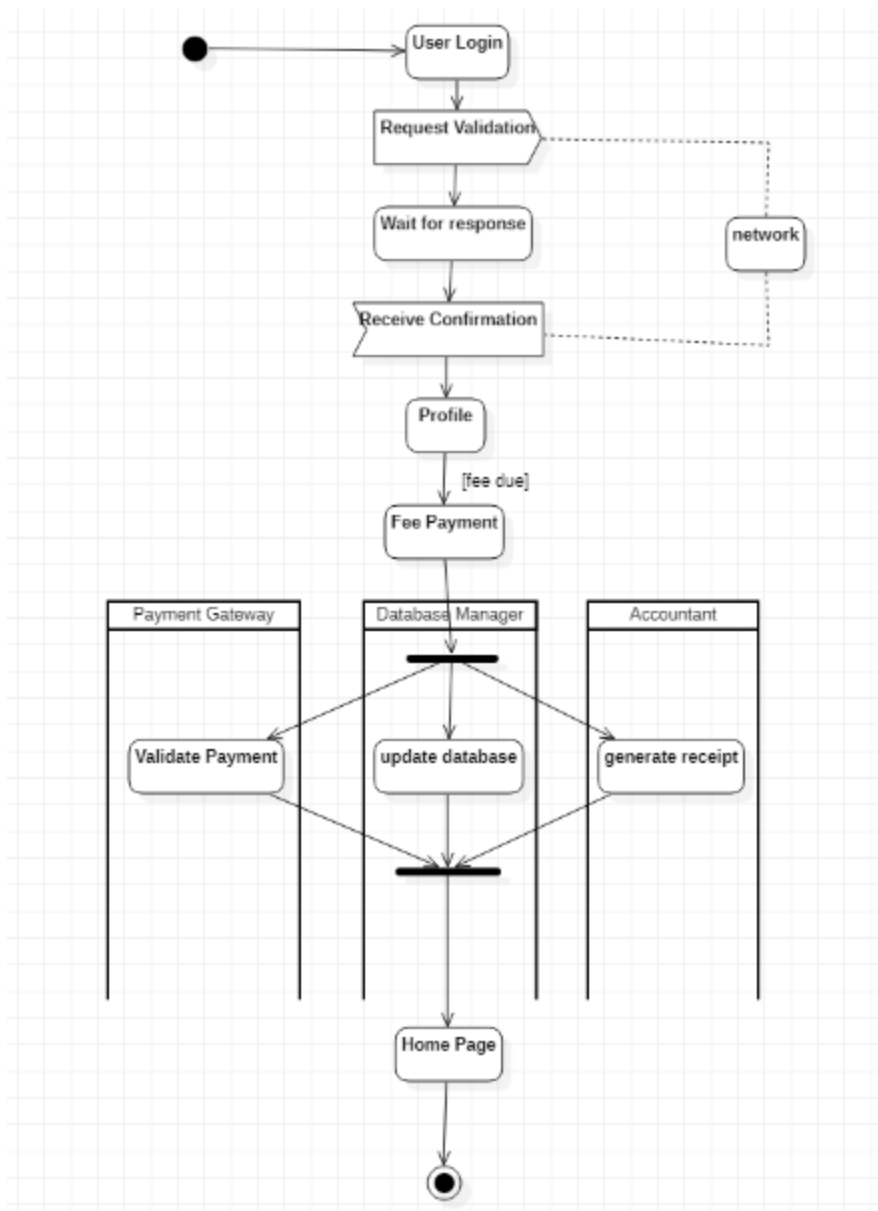 User Login
Request Validation
Wait for response
network
Receive Confirmation
Profile
[fee due]
Fee Payment
Payment Gateway
Database Manager
Accountant
Validate Payment
update database
generate receipt
Home Page